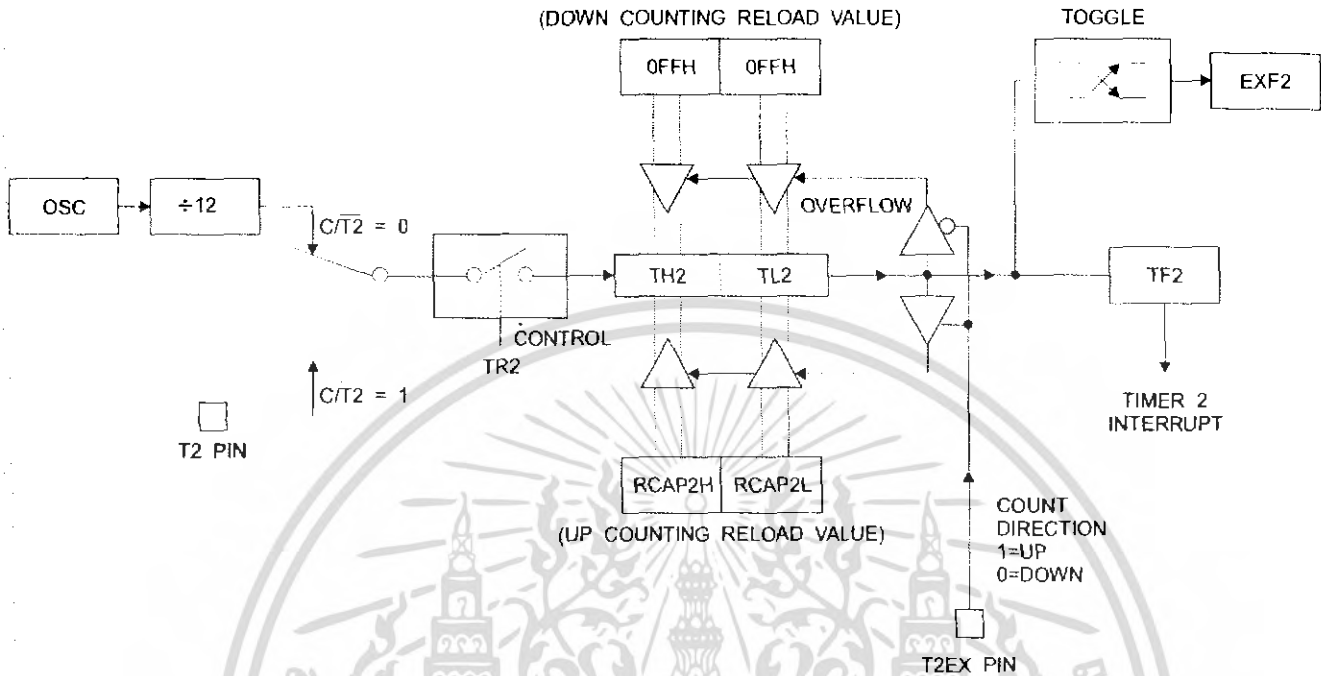 (DOWN COUNTING RELOAD VALUE)
TOGGLE
0FFH 0FFH
EXF2
OSC
÷12
C/T2̅ = 0
OVERFLOW
TH2 TL2
TF2
CONTROL
TR2
C/T2 = 1
T2 PIN
TIMER 2
INTERRUPT
RCAP2H RCAP2L
(UP COUNTING RELOAD VALUE)
COUNT
DIRECTION
1=UP
0=DOWN
T2EX PIN